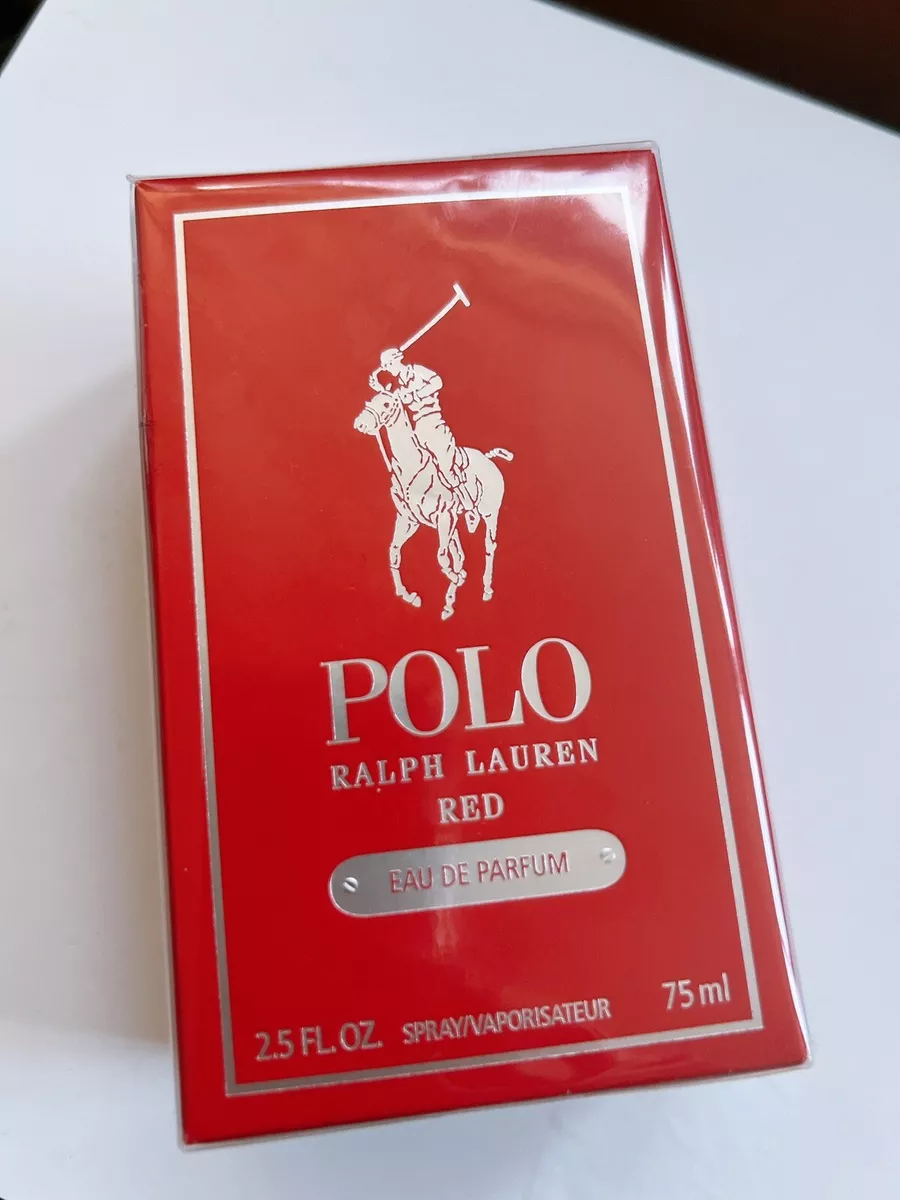 POLO
RALPH LAUREN
RED
EAU DE PARFUM
2.5 FL. OZ. SPRAY/VAPORISATEUR 75 ml